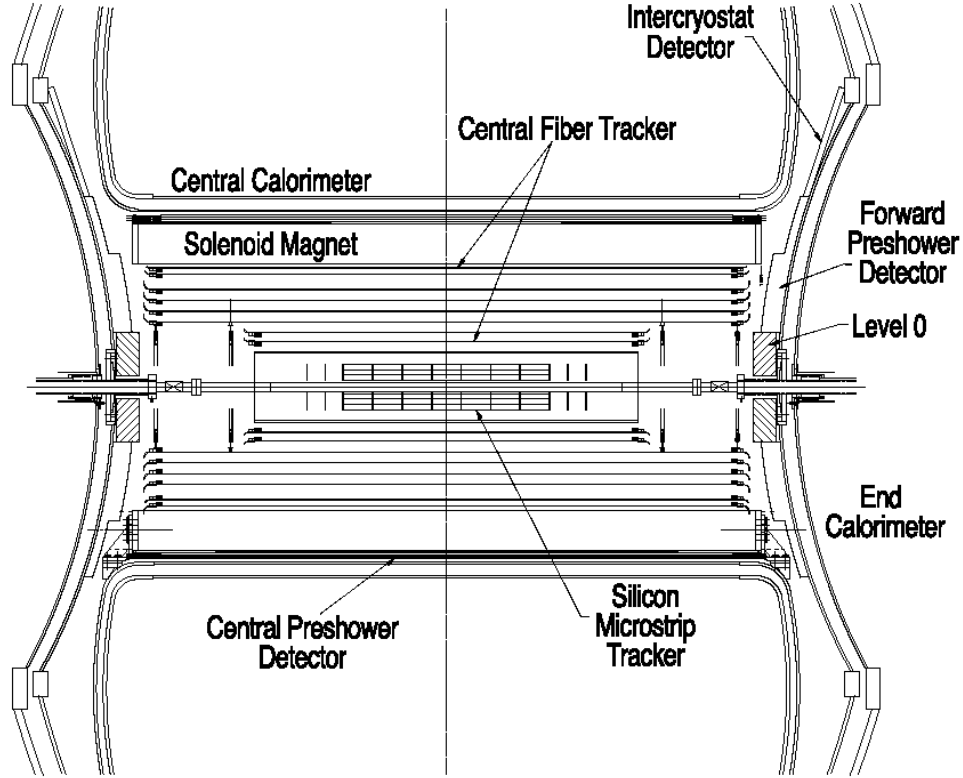 Intercryostat
Detector
Central Fiber Tracker
Central Calorimeter
Solenoid Magnet
Forward
Preshower
Detector
Level 0
End
Calorimeter
Silicon
Microstrip
Tracker
Central Preshower
Detector